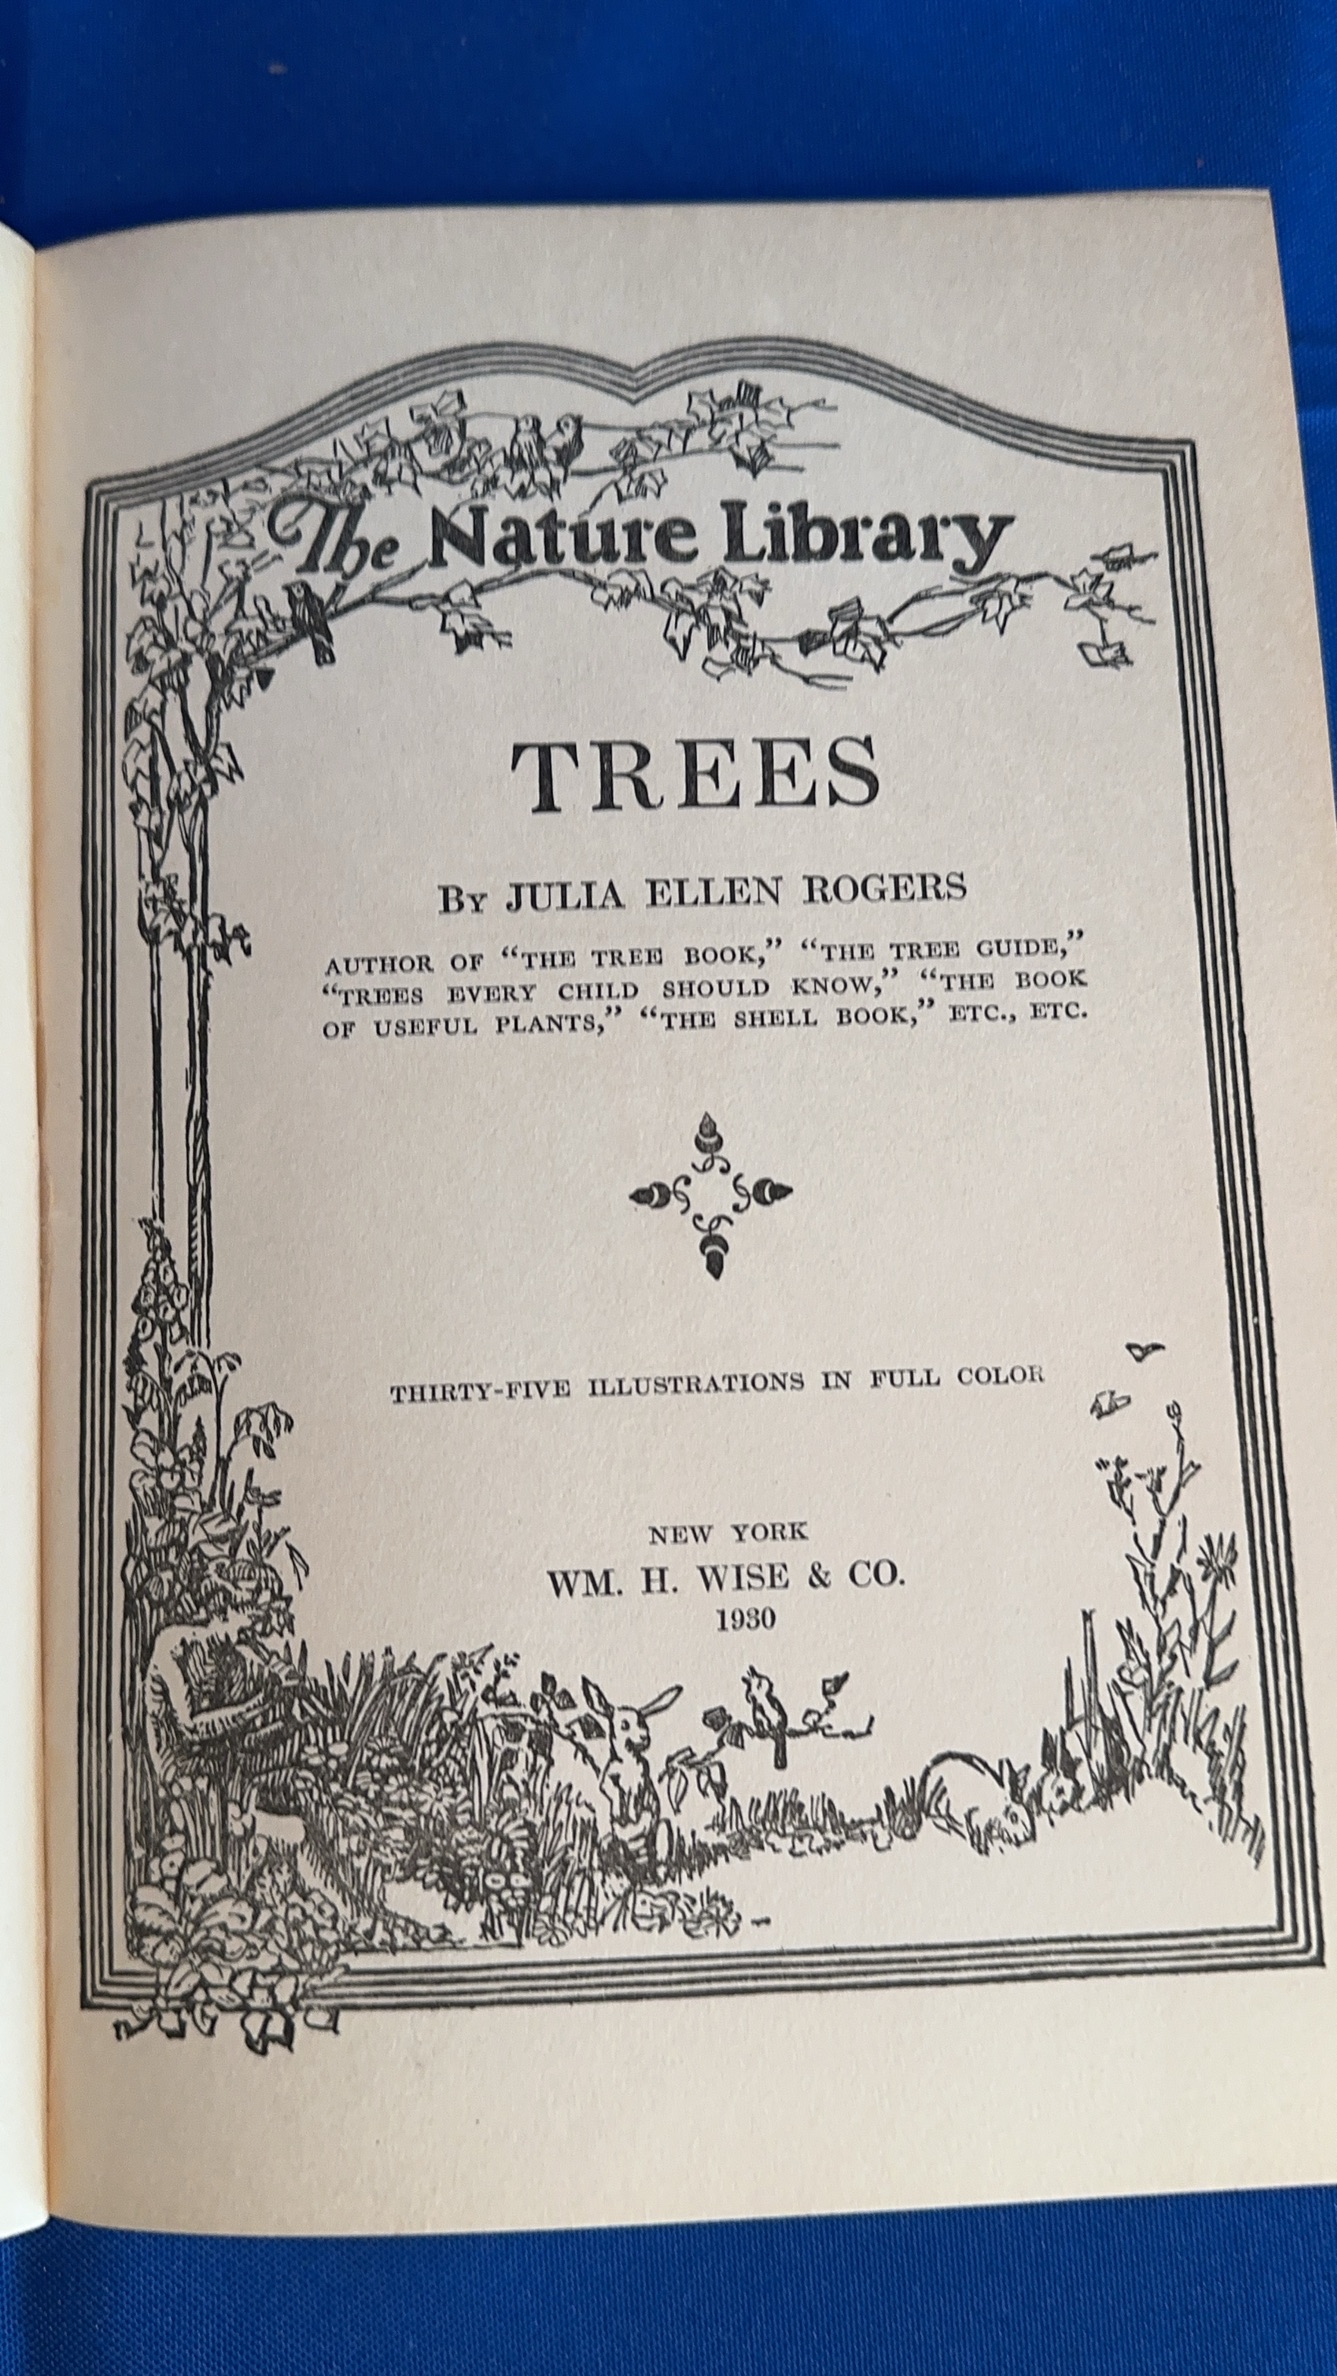 The Nature Library
TREES
By JULIA ELLEN ROGERS
AUTHOR OF “THE TREE BOOK,” “THE TREE GUIDE,”
“TREES EVERY CHILD SHOULD KNOW,” “THE BOOK
OF USEFUL PLANTS,” “THE SHELL BOOK,” ETC., ETC.
THIRTY-FIVE ILLUSTRATIONS IN FULL COLOR
NEW YORK
WM. H. WISE & CO.
1930